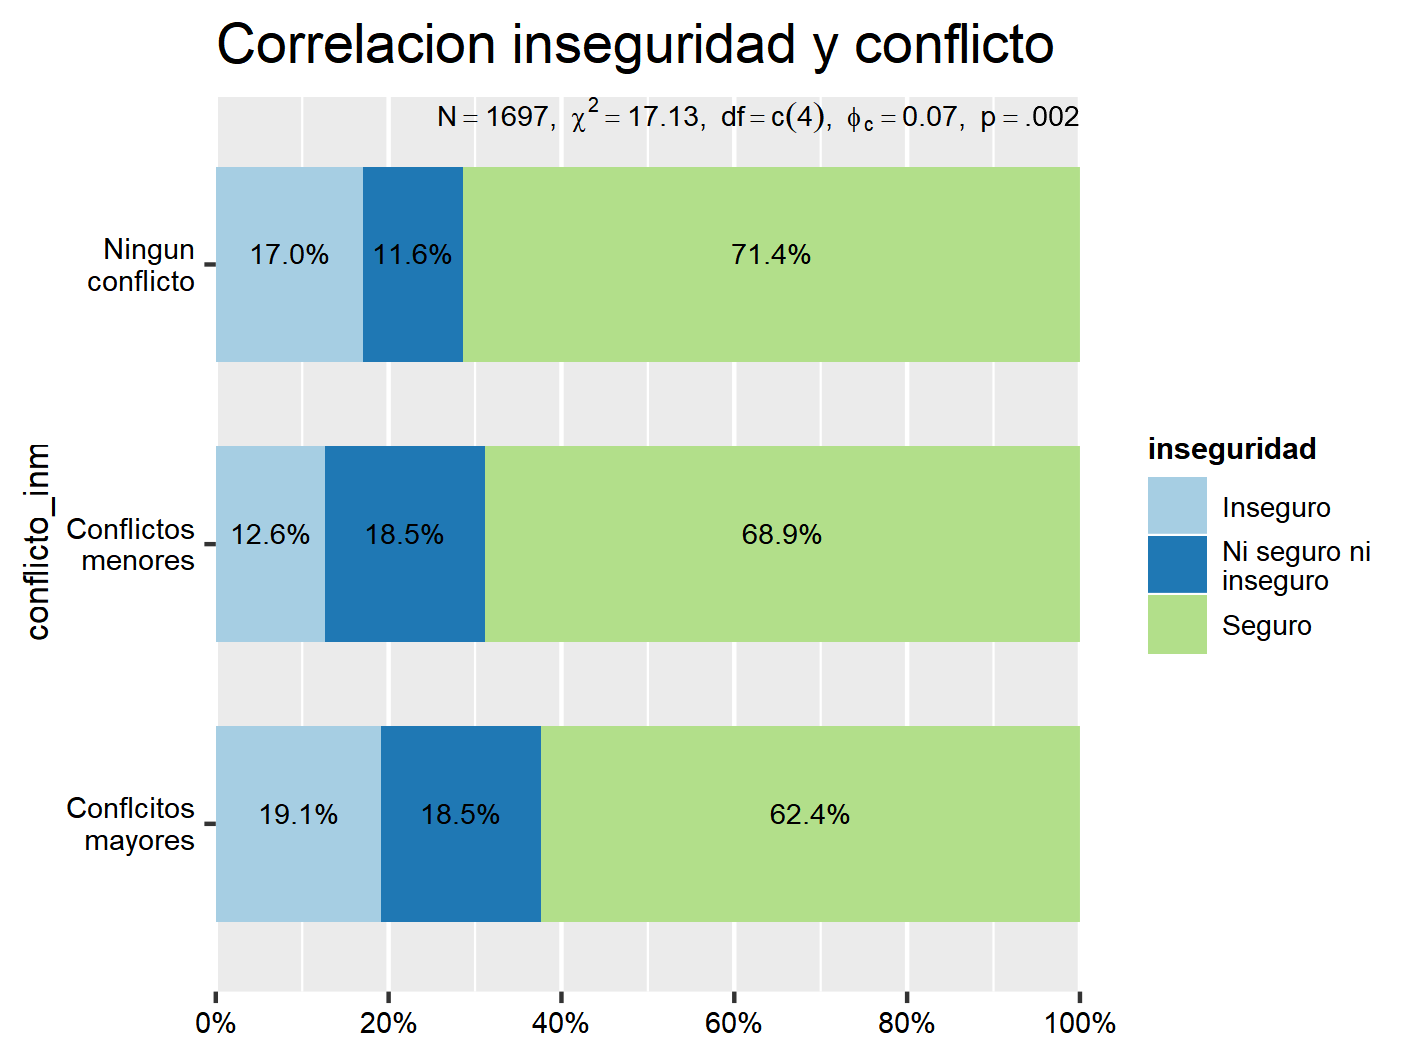 Correlacion inseguridad y conflicto
N = 1697, χ² = 17.13, df = c(4), ϕc = 0.07, p = .002
Ningun
conflicto
17.0% 11.6% 71.4%
conflicto_inm
Conflictos
menores
12.6% 18.5% 68.9%
Conflcitos
mayores
19.1% 18.5% 62.4%
0% 20% 40% 60% 80% 100%
inseguridad
Inseguro
Ni seguro ni
inseguro
Seguro